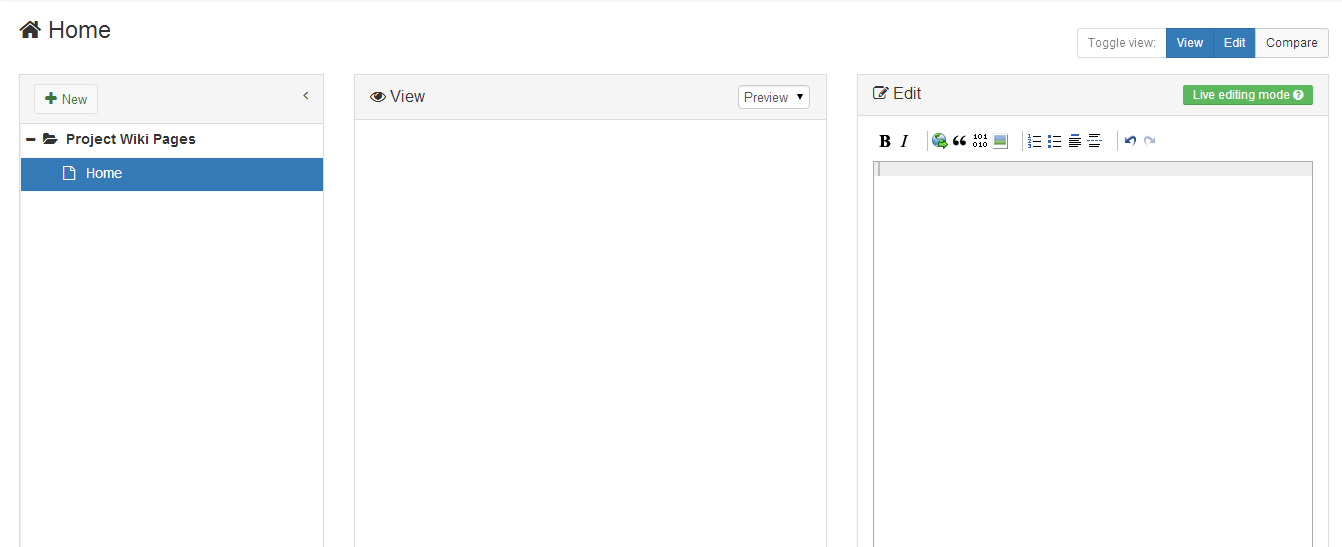 Home
Toggle view: View Edit Compare
New
Project Wiki Pages
Home
View
Preview
Edit
Live editing mode
B I
101
010